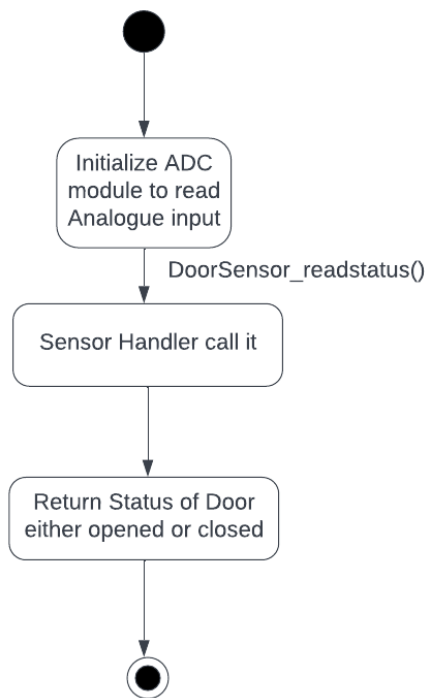 Initialize ADC
module to read
Analogue input
DoorSensor_readstatus()
Sensor Handler call it
Return Status of Door
either opened or closed